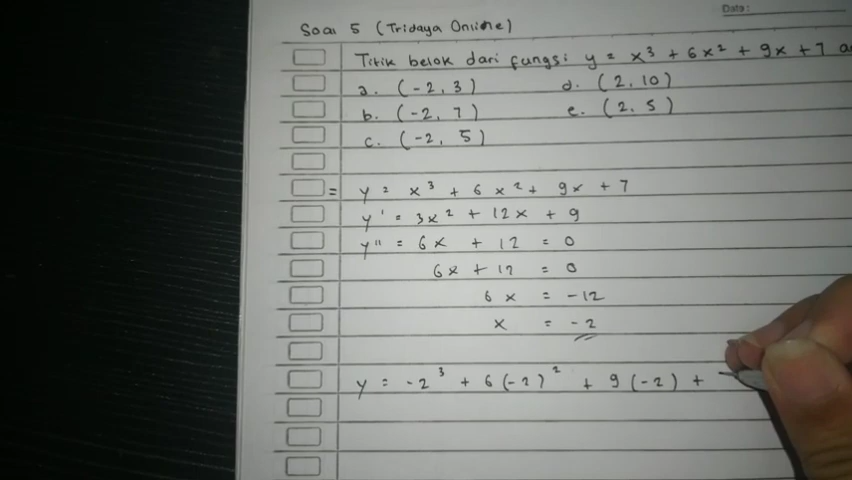 Date:
Soal 5 (Tridaya Online)
Titik belok dari fungsi y = x³ + 6x² + 9x + 7
a. (-2, 3) d. (2, 10)
b. (-2, 7) e. (2, 5)
c. (-2, 5)
= y = x³ + 6x² + 9x + 7
y' = 3x² + 12x + 9
y" = 6x + 12 = 0
6x + 12 = 0
6x = -12
x = -2
y = -2³ + 6(-2)² + 9(-2) +